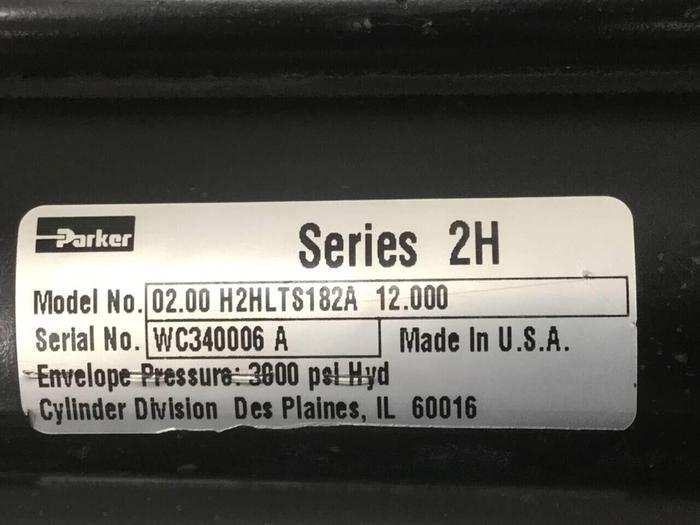 Parker
Series 2H
Model No. 02.00 H2HLTS182A 12.000
Serial No. WC340006 A Made In U.S.A.
Envelope Pressure: 3000 psi Hyd
Cylinder Division Des Plaines, IL 60016